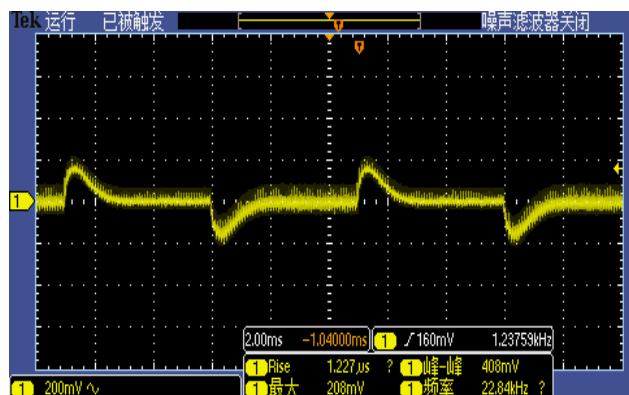 Tek 运行 已被触发 噪声滤波器关闭
T
T
1
2.00ms -1.04000ms 1 160mV 1.23759kHz
1 Rise 1.227µs ? 1 峰-峰 408mV
1 200mV 1 最大 208mV 1 频率 22.84kHz ?